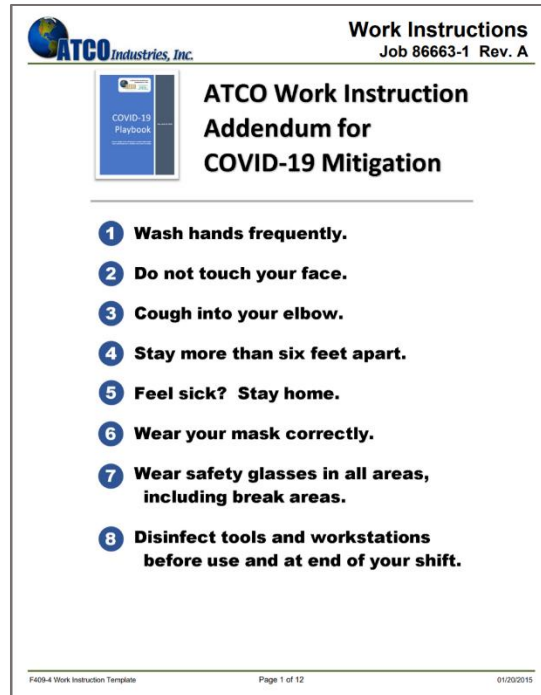 ATCO Industries, Inc.
Work Instructions
Job 86663-1 Rev. A
COVID-19
Playbook
ATCO Work Instruction
Addendum for
COVID-19 Mitigation
1 Wash hands frequently.
2 Do not touch your face.
3 Cough into your elbow.
4 Stay more than six feet apart.
5 Feel sick? Stay home.
6 Wear your mask correctly.
7 Wear safety glasses in all areas,
including break areas.
8 Disinfect tools and workstations
before use and at end of your shift.
F409-4 Work Instruction Template
Page 1 of 12
01/20/2015